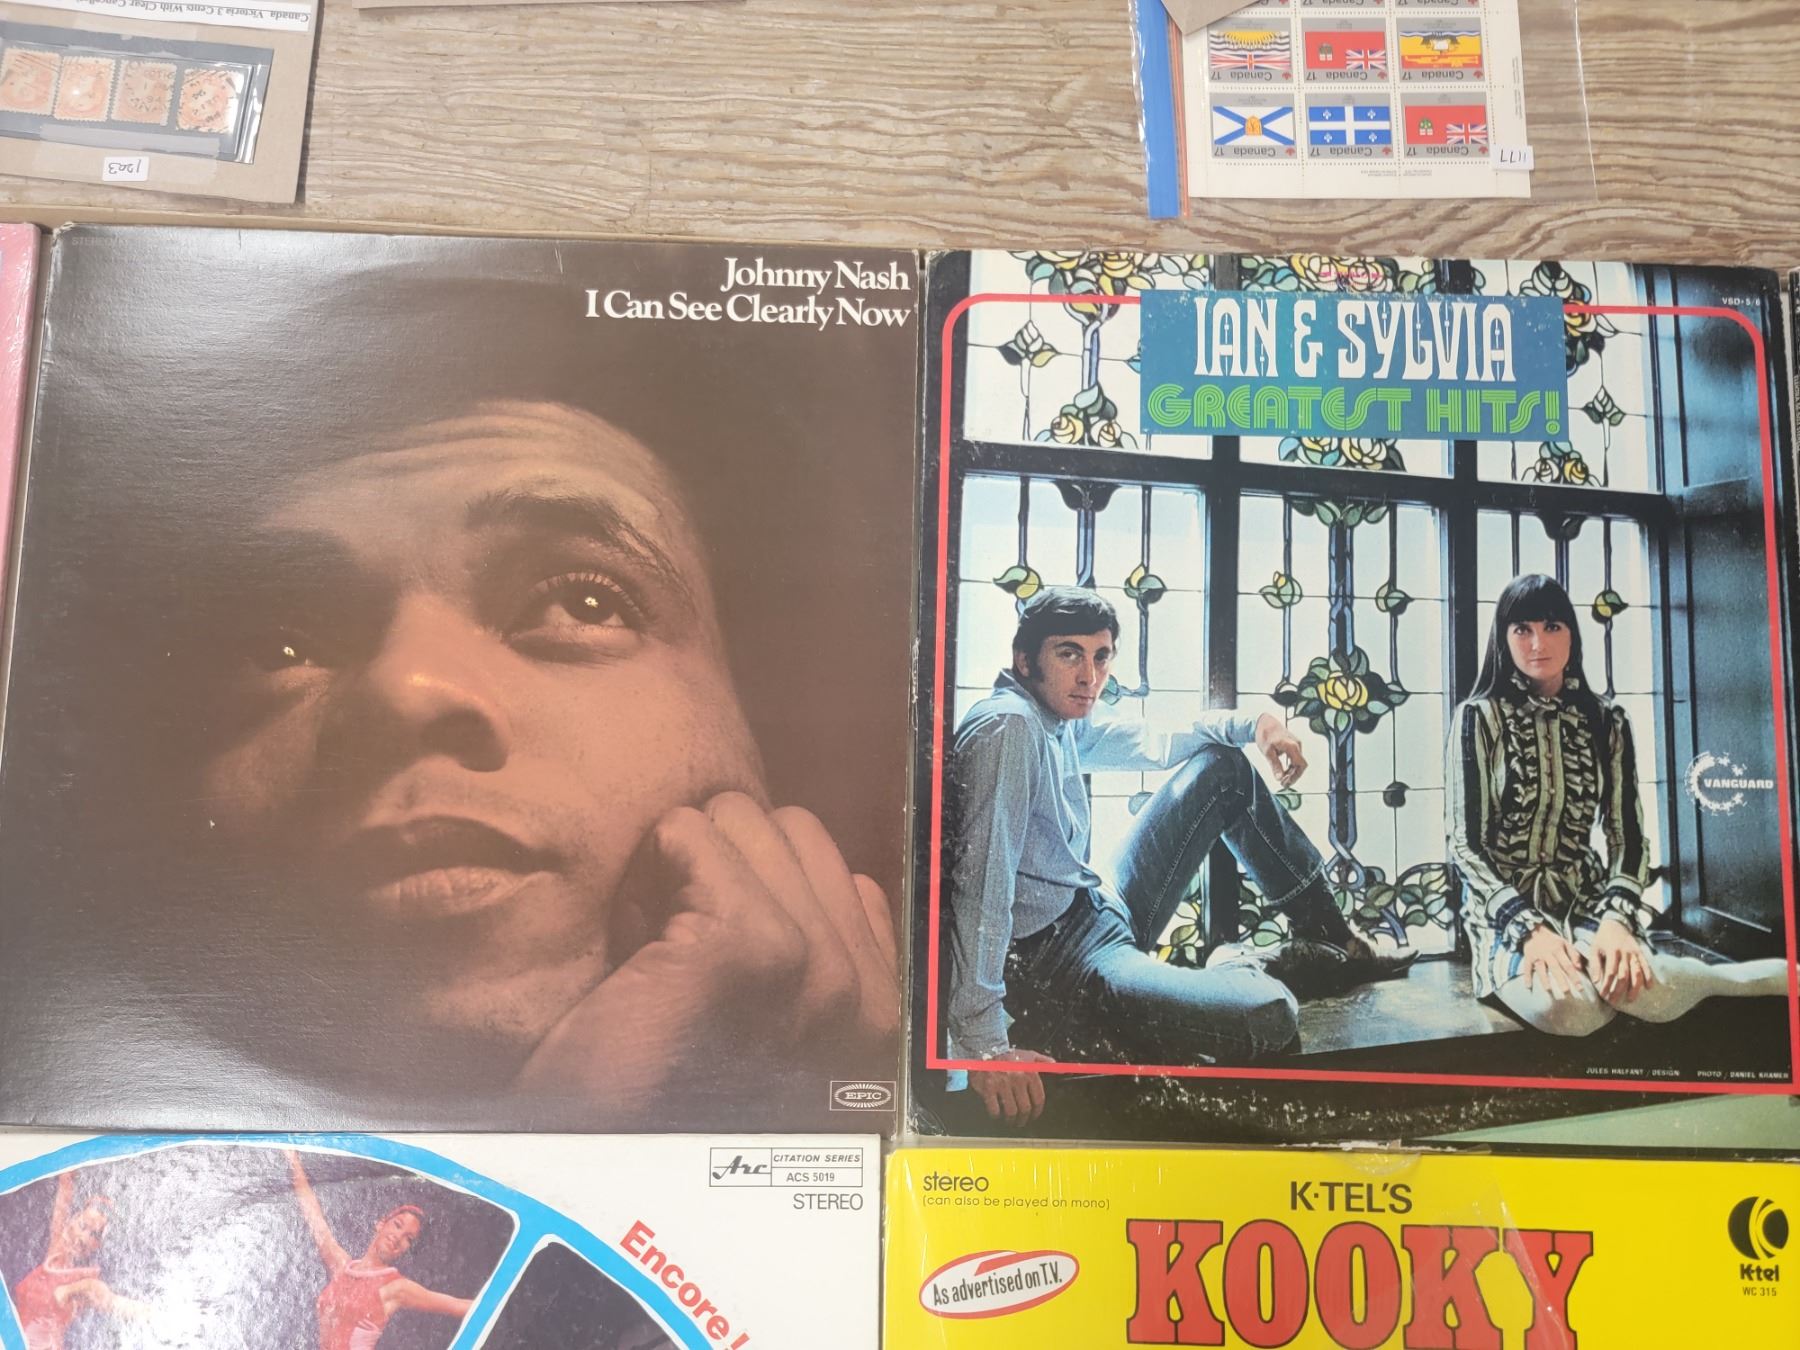 Canada Victoria 3 Cents With Clear
1203
17 Canada
17 Canada
17 Canada
17 Canada
17 Canada
17 Canada
1177
STEREO
Johnny Nash
I Can See Clearly Now
EPIC
VSD·5/6
IAN & SYLVIA
GREATEST HITS!
VANGUARD
JULES HALFANT / DESIGN PHOTO / DANIEL KRAMER
Arc
CITATION SERIES
ACS 5019
STEREO
Encore!
stereo
(can also be played on mono)
K·TEL'S
KOOKY
As advertised on T.V.
K-tel
WC 315